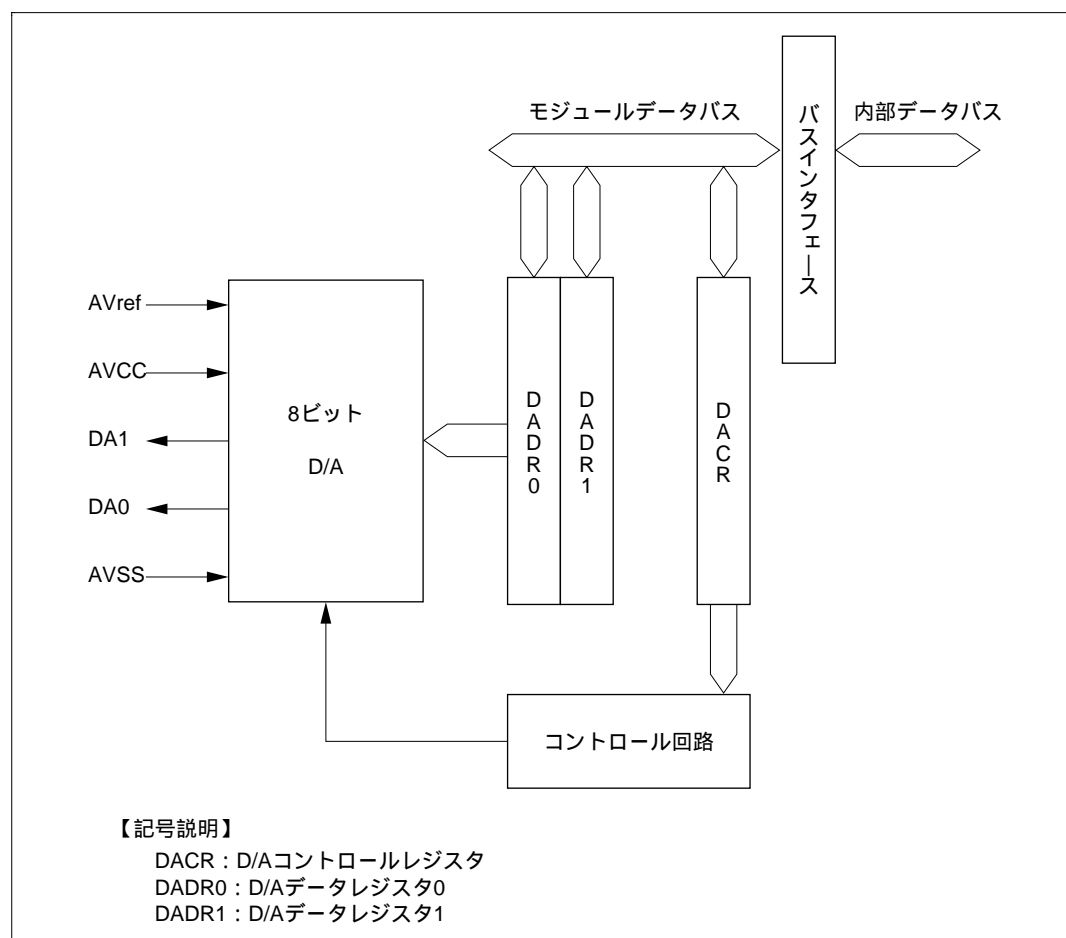 モジュールデータバス
内部データバス
バスインタフェース
AVref
AVCC
DA1
DA0
AVSS
8ビット
D/A
DADR0
DADR1
DACR
コントロール回路
【記号説明】
DACR：D/Aコントロールレジスタ
DADR0：D/Aデータレジスタ0
DADR1：D/Aデータレジスタ1